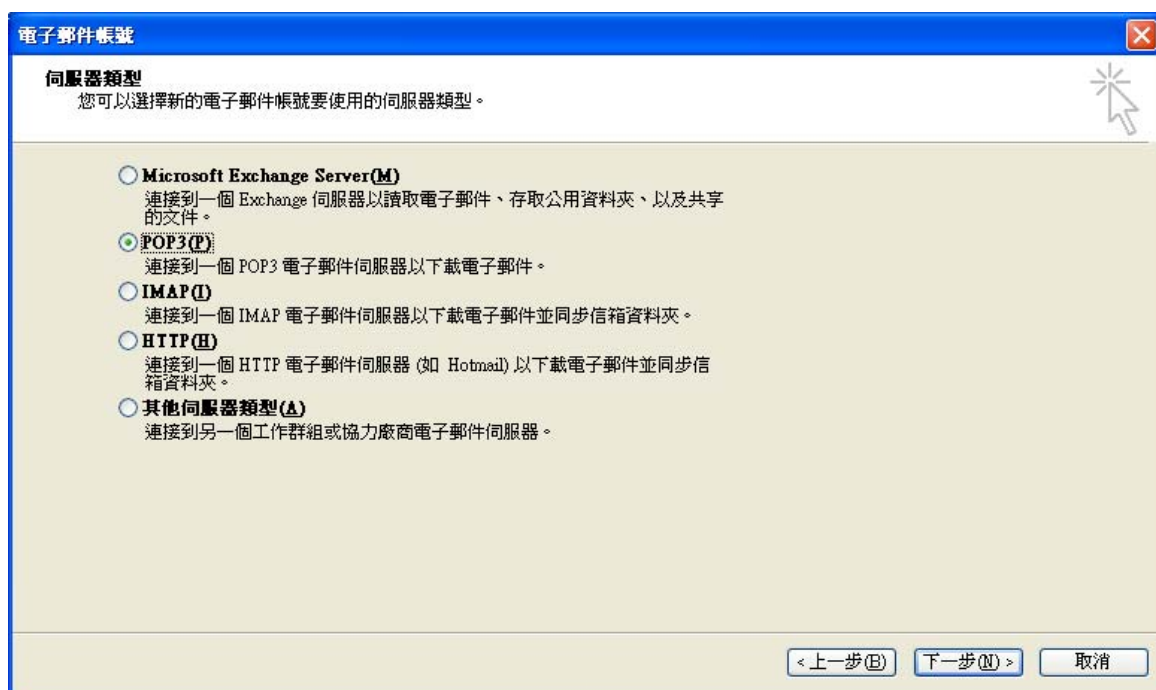 電子郵件帳號
伺服器類型
您可以選擇新的電子郵件帳號要使用的伺服器類型。
Microsoft Exchange Server(M)
連接到一個 Exchange 伺服器以讀取電子郵件、存取公用資料夾、以及共享
的文件。
POP3(P)
連接到一個 POP3 電子郵件伺服器以下載電子郵件。
IMAP(I)
連接到一個 IMAP 電子郵件伺服器以下載電子郵件並同步信箱資料夾。
HTTP(H)
連接到一個 HTTP 電子郵件伺服器 (如 Hotmail) 以下載電子郵件並同步信
箱資料夾。
其他伺服器類型(A)
連接到另一個工作群組或協力廠商電子郵件伺服器。
<上一步(B) 下一步(N)> 取消